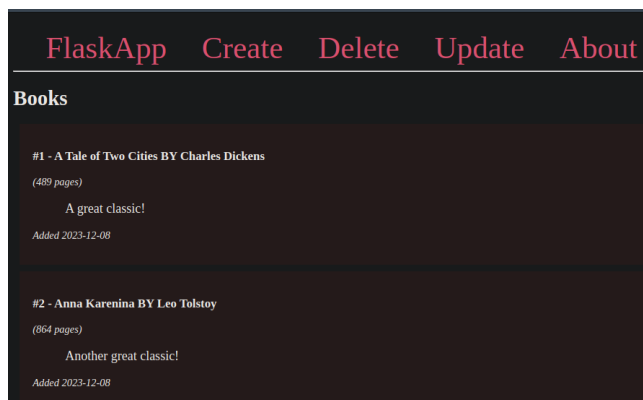 FlaskApp Create Delete Update About
Books
#1 - A Tale of Two Cities BY Charles Dickens
(489 pages)
A great classic!
Added 2023-12-08
#2 - Anna Karenina BY Leo Tolstoy
(864 pages)
Another great classic!
Added 2023-12-08